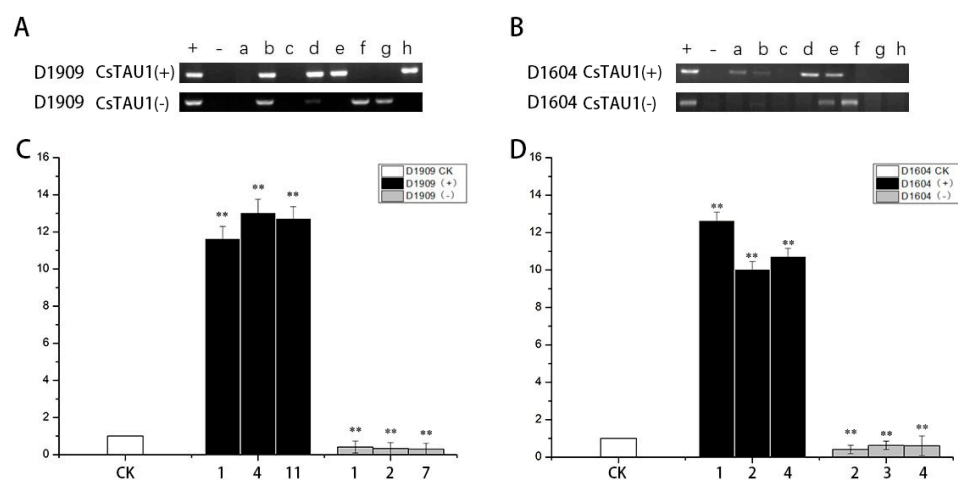 A
+ - a b c d e f g h
D1909 CsTAU1(+)
D1909 CsTAU1(-)
B
+ - a b c d e f g h
D1604 CsTAU1(+)
D1604 CsTAU1(-)
C
16
14
12
10
8
6
4
2
0
D1909 CK
D1909 (+)
D1909 (-)
** ** **
** ** **
CK 1 4 11 1 2 7
D
16
14
12
10
8
6
4
2
0
D1604 CK
D1604 (+)
D1604 (-)
** ** **
** ** **
CK 1 2 4 2 3 4